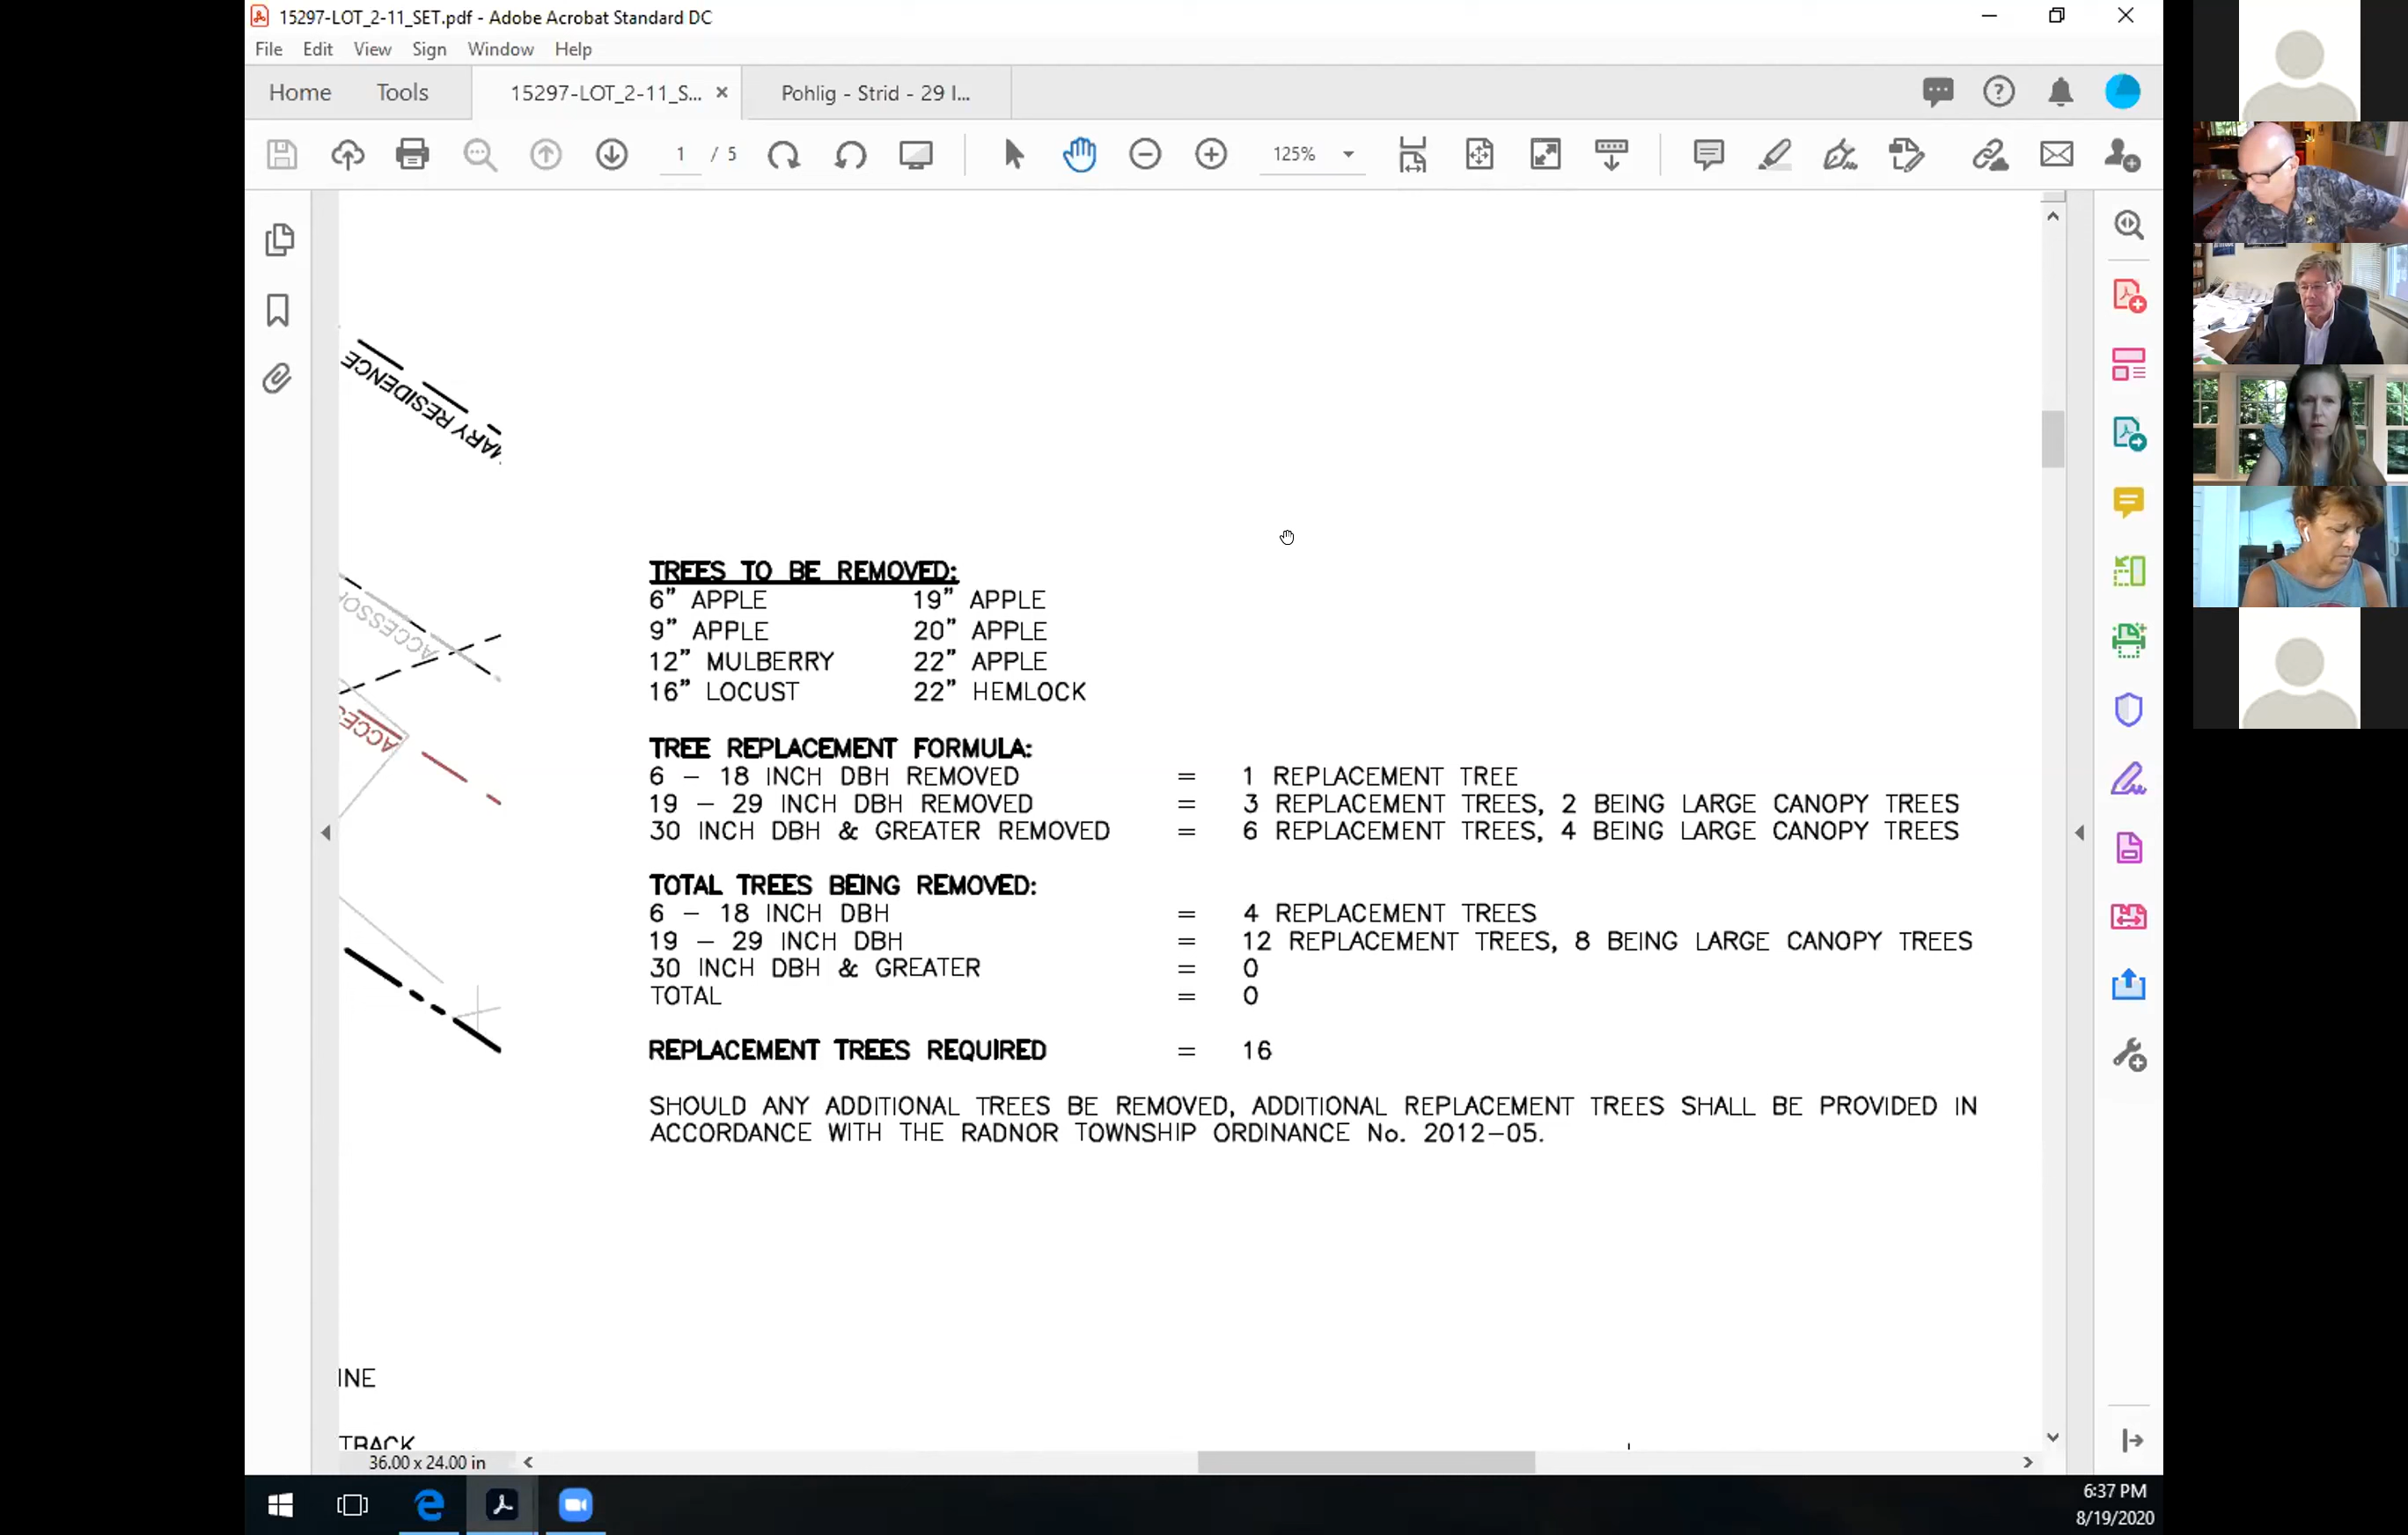 15297-LOT_2-11_SET.pdf - Adobe Acrobat Standard DC
File Edit View Sign Window Help
Home Tools 15297-LOT_2-11_S... × Pohlig - Strid - 29 I...
1 / 5 125%
MARY RESIDENCE
ACCESSO
ACCES
TREES TO BE REMOVED:
6" APPLE 19" APPLE
9" APPLE 20" APPLE
12" MULBERRY 22" APPLE
16" LOCUST 22" HEMLOCK
TREE REPLACEMENT FORMULA:
6 – 18 INCH DBH REMOVED = 1 REPLACEMENT TREE
19 – 29 INCH DBH REMOVED = 3 REPLACEMENT TREES, 2 BEING LARGE CANOPY TREES
30 INCH DBH & GREATER REMOVED = 6 REPLACEMENT TREES, 4 BEING LARGE CANOPY TREES
TOTAL TREES BEING REMOVED:
6 – 18 INCH DBH = 4 REPLACEMENT TREES
19 – 29 INCH DBH = 12 REPLACEMENT TREES, 8 BEING LARGE CANOPY TREES
30 INCH DBH & GREATER = 0
TOTAL = 0
REPLACEMENT TREES REQUIRED = 16
SHOULD ANY ADDITIONAL TREES BE REMOVED, ADDITIONAL REPLACEMENT TREES SHALL BE PROVIDED IN
ACCORDANCE WITH THE RADNOR TOWNSHIP ORDINANCE No. 2012–05.
INE
TRACK
36.00 x 24.00 in
6:37 PM
8/19/2020